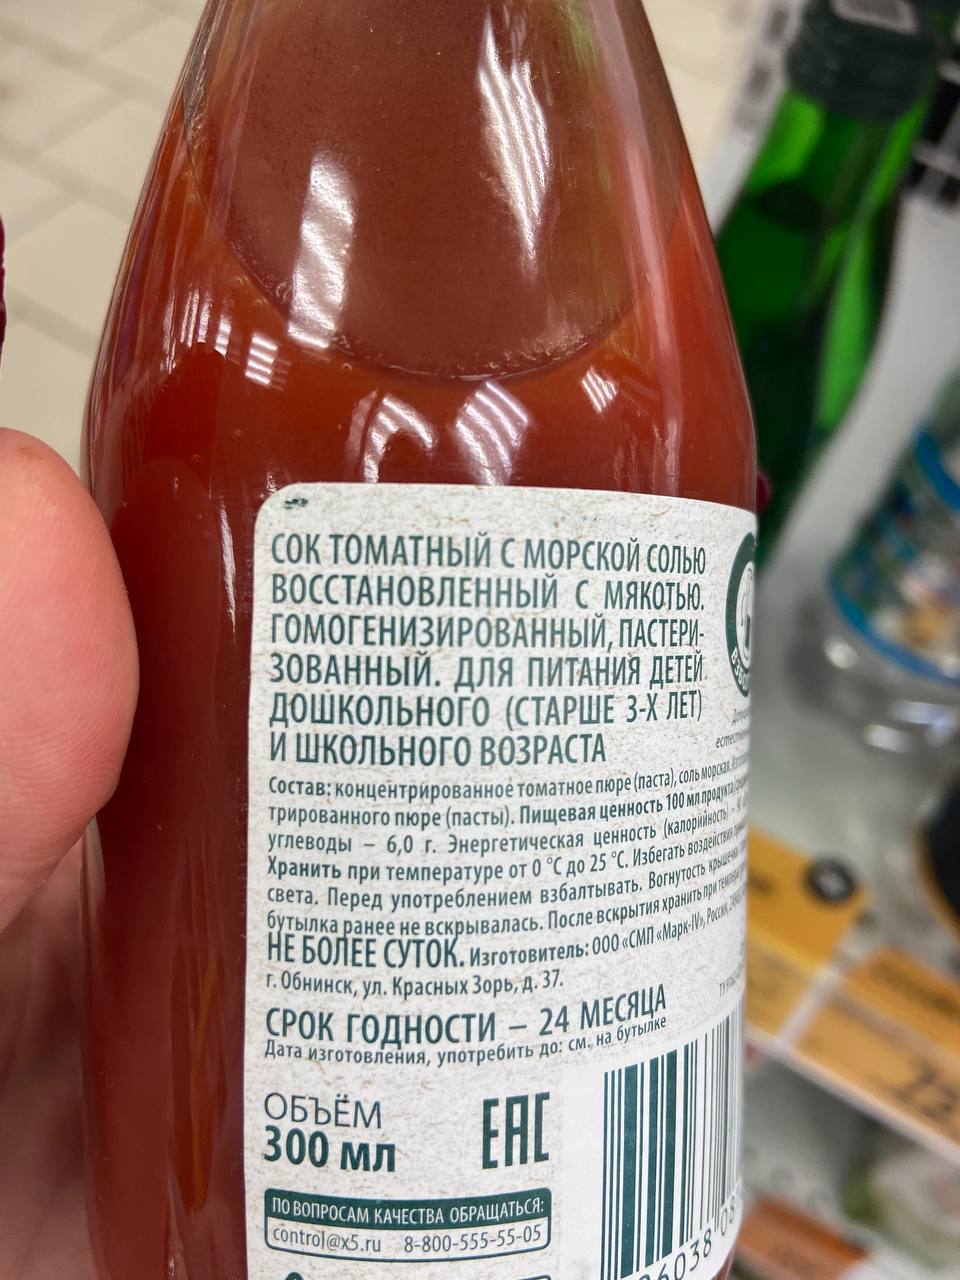 СОК ТОМАТНЫЙ С МОРСКОЙ СОЛЬЮ
ВОССТАНОВЛЕННЫЙ С МЯКОТЬЮ.
ГОМОГЕНИЗИРОВАННЫЙ, ПАСТЕРИ-
ЗОВАННЫЙ. ДЛЯ ПИТАНИЯ ДЕТЕЙ
ДОШКОЛЬНОГО (СТАРШЕ 3-Х ЛЕТ)
И ШКОЛЬНОГО ВОЗРАСТА
Состав: концентрированное томатное пюре (паста), соль морская.
трированного пюре (пасты). Пищевая ценность 100 мл продукта
углеводы – 6,0 г. Энергетическая ценность (калорийность) –
Хранить при температуре от 0 °С до 25 °С. Избегать воздействия
света. Перед употреблением взбалтывать. Вогнутость крышечки
бутылка ранее не вскрывалась. После вскрытия хранить при
НЕ БОЛЕЕ СУТОК. Изготовитель: ООО «СМП «Марк-IV», Россия,
г. Обнинск, ул. Красных Зорь, д. 37.
СРОК ГОДНОСТИ – 24 МЕСЯЦА
Дата изготовления, употребить до: см. на бутылке
ОБЪЁМ
300 мл
ЕАС
ПО ВОПРОСАМ КАЧЕСТВА ОБРАЩАТЬСЯ:
control@x5.ru 8-800-555-55-05